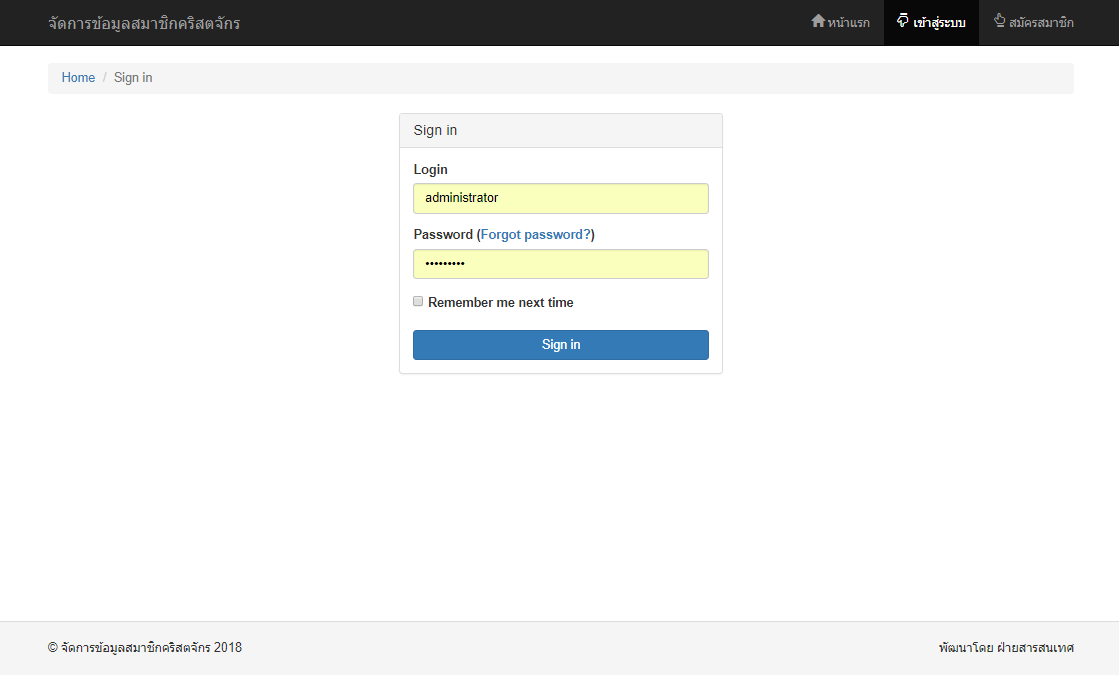 จัดการข้อมูลสมาชิกคริสตจักร หน้าแรก เข้าสู่ระบบ สมัครสมาชิก
Home / Sign in
Sign in
Login
administrator
Password (Forgot password?)
•••••••••
Remember me next time
Sign in
© จัดการข้อมูลสมาชิกคริสตจักร 2018 พัฒนาโดย ฝ่ายสารสนเทศ